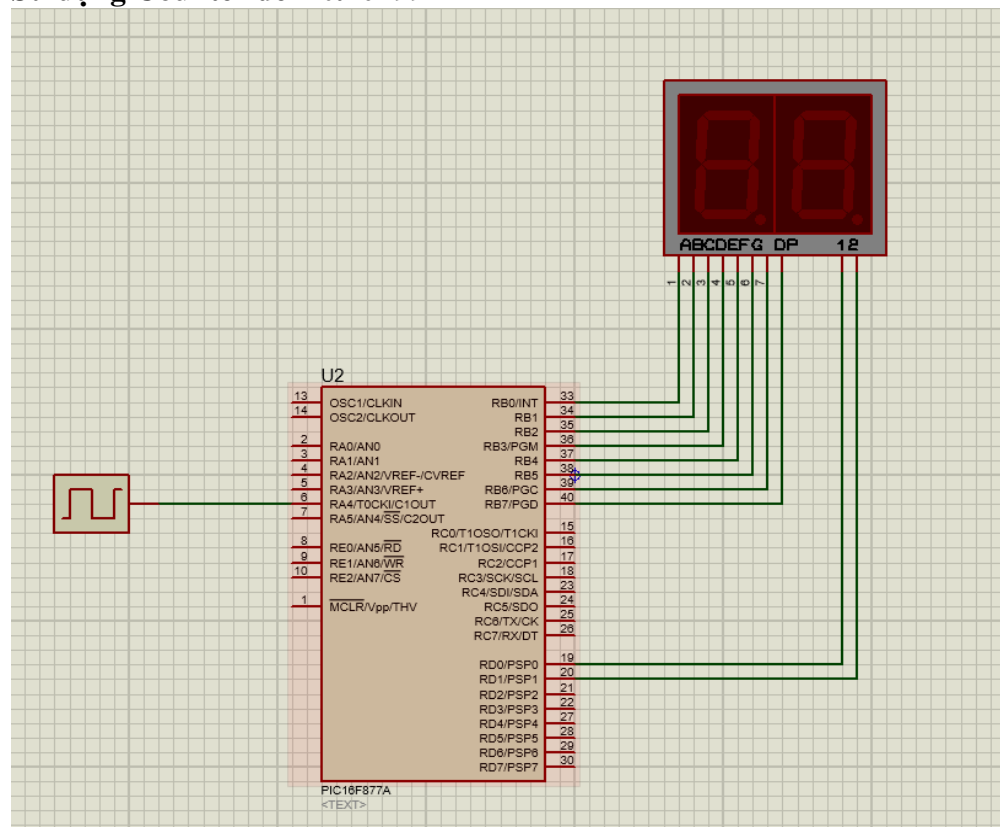 ABCDEFG DP 12
1 2 3 4 5 6 7
U2
13 OSC1/CLKIN RB0/INT 33
14 OSC2/CLKOUT RB1 34
RB2 35
2 RA0/AN0 RB3/PGM 36
3 RA1/AN1 RB4 37
4 RA2/AN2/VREF-/CVREF RB5 38
5 RA3/AN3/VREF+ RB6/PGC 39
6 RA4/T0CKI/C1OUT RB7/PGD 40
7 RA5/AN4/SS/C2OUT
RC0/T1OSO/T1CKI 15
8 RE0/AN5/RD RC1/T1OSI/CCP2 16
9 RE1/AN6/WR RC2/CCP1 17
10 RE2/AN7/CS RC3/SCK/SCL 18
RC4/SDI/SDA 23
1 MCLR/Vpp/THV RC5/SDO 24
RC6/TX/CK 25
RC7/RX/DT 26
RD0/PSP0 19
RD1/PSP1 20
RD2/PSP2 21
RD3/PSP3 22
RD4/PSP4 27
RD5/PSP5 28
RD6/PSP6 29
RD7/PSP7 30
PIC16F877A
<TEXT>